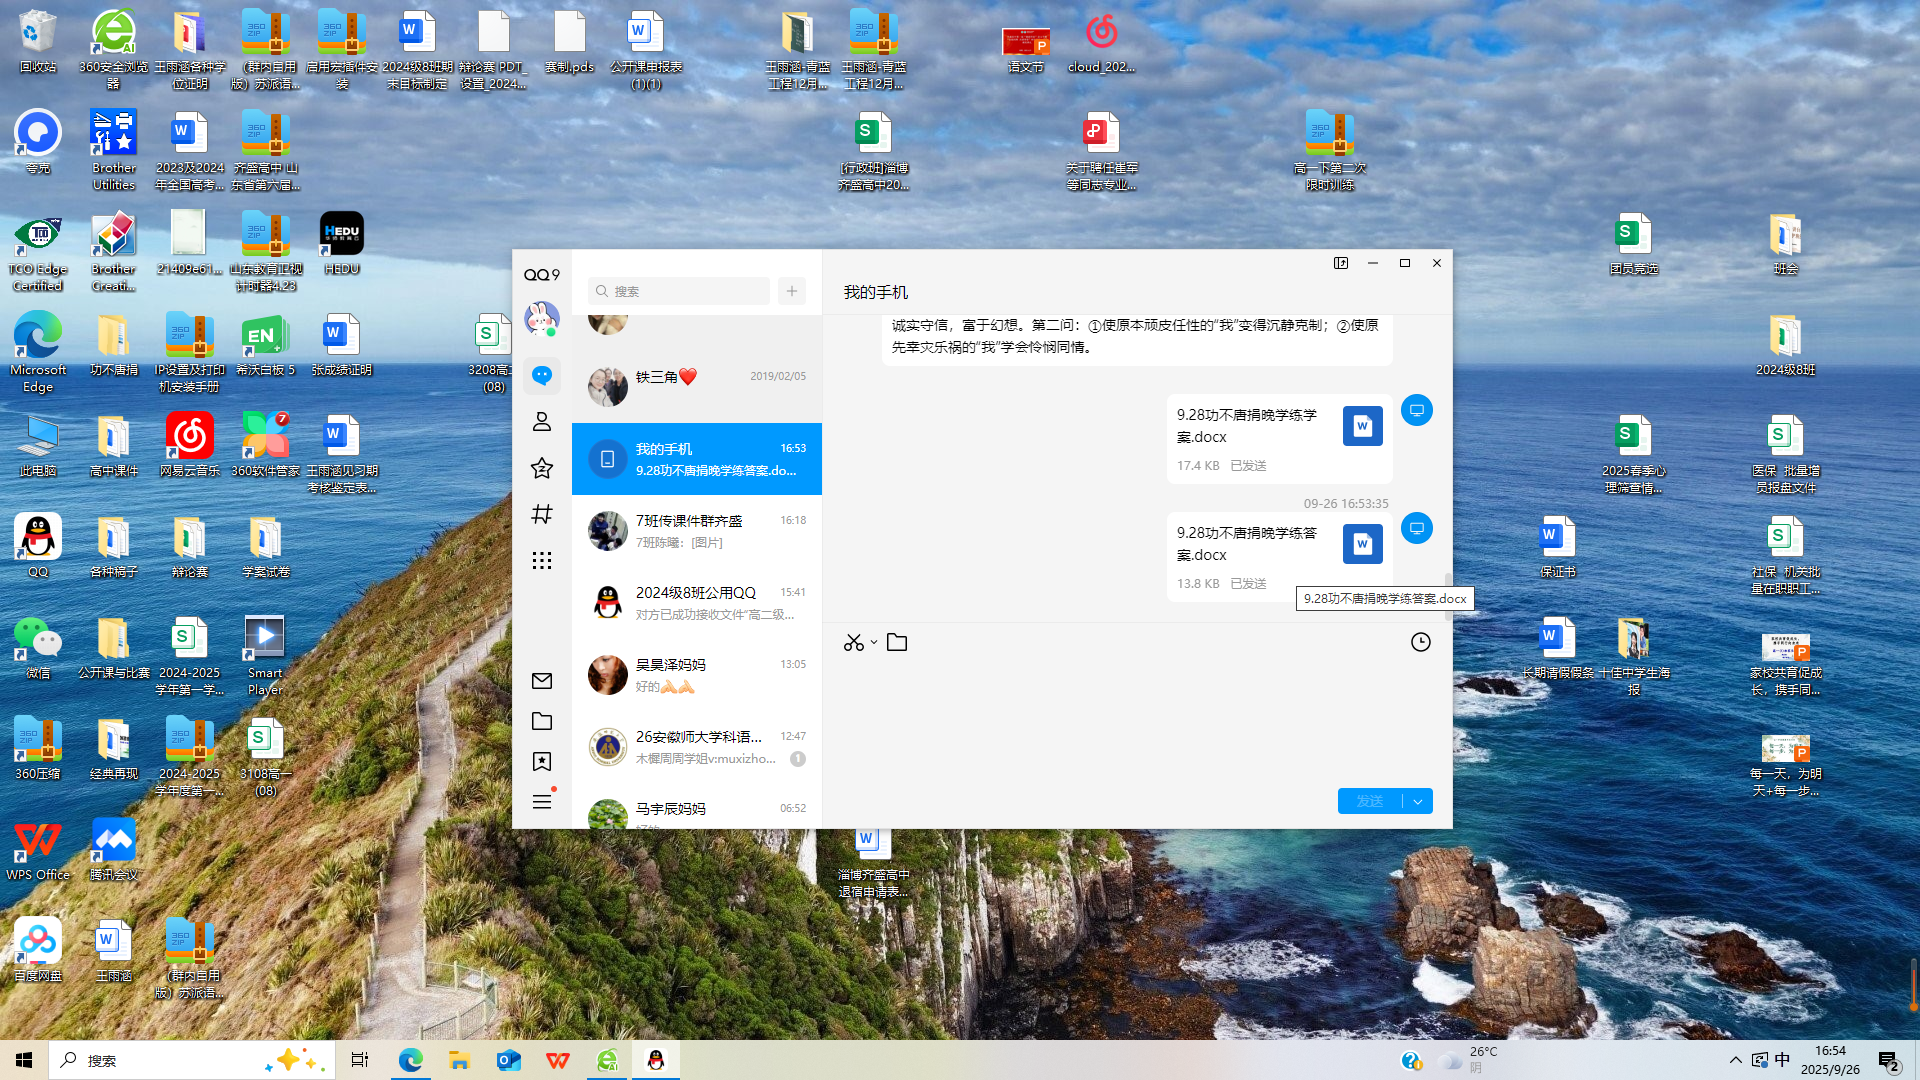 回收站
360安全浏览
器
王雨涵各种学
位证明
（群内自用
版）苏派语...
启用宏插件安
装
2024级8班期
末目标制定
辩论赛 PDT_
设置_2024...
赛制.pds
公开课申报表
(1)(1)
王雨涵-青蓝
工程12月...
王雨涵-青蓝
工程12月...
语文节
cloud_202...
夸克
Brother
Utilities
2023及2024
年全国高考...
齐盛高中 山
东省第六届...
[行政班]淄博
齐盛高中20...
关于聘任崔军
等同志专业...
高一下第二次
限时训练
TCO Edge
Certified
Brother
Creati...
21409e61...
山东教育卫视
计时器4.23
HEDU
团员竞选
班会
Microsoft
Edge
功不唐捐
IP设置及打印
机安装手册
希沃白板 5
张成绩证明
3208高二
(08)
2024级8班
此电脑
高中课件
网易云音乐
360软件管家
王雨涵见习期
考核鉴定表...
2025春季心
理筛查情...
医保_批量增
员报盘文件
QQ
各种稿子
辩论赛
学案试卷
保证书
社保_机关批
量在职职工...
微信
公开课与比赛
2024-2025
学年第一学...
Smart
Player
长期请假假条
十佳中学生海
报
家校共育促成
长，携手同...
360压缩
经典再现
2024-2025
学年度第一...
3108高一
(08)
每一天，为明
天+每一步...
WPS Office
腾讯会议
淄博齐盛高中
退宿申请表...
百度网盘
王雨涵
（群内自用
版）苏派语...
QQ9
搜索
铁三角❤️
2019/02/05
我的手机
16:53
9.28功不唐捐晚学练答案.do...
7班传课件群齐盛
16:18
7班陈曦：[图片]
2024级8班公用QQ
15:41
对方已成功接收文件“高二级...
吴昊泽妈妈
13:05
好的🙏🙏
26安徽师大学科语...
12:47
木樨周周学姐v:muxizho...
1
马宇辰妈妈
06:52
我的手机
诚实守信，富于幻想。第二问：①使原本顽皮任性的“我”变得沉静克制；②使原
先幸灾乐祸的“我”学会怜悯同情。
9.28功不唐捐晚学练学
案.docx
17.4 KB 已发送
09-26 16:53:35
9.28功不唐捐晚学练答
案.docx
13.8 KB 已发送
9.28功不唐捐晚学练答案.docx
发送
搜索
26°C
阴
中
16:54
2025/9/26
2